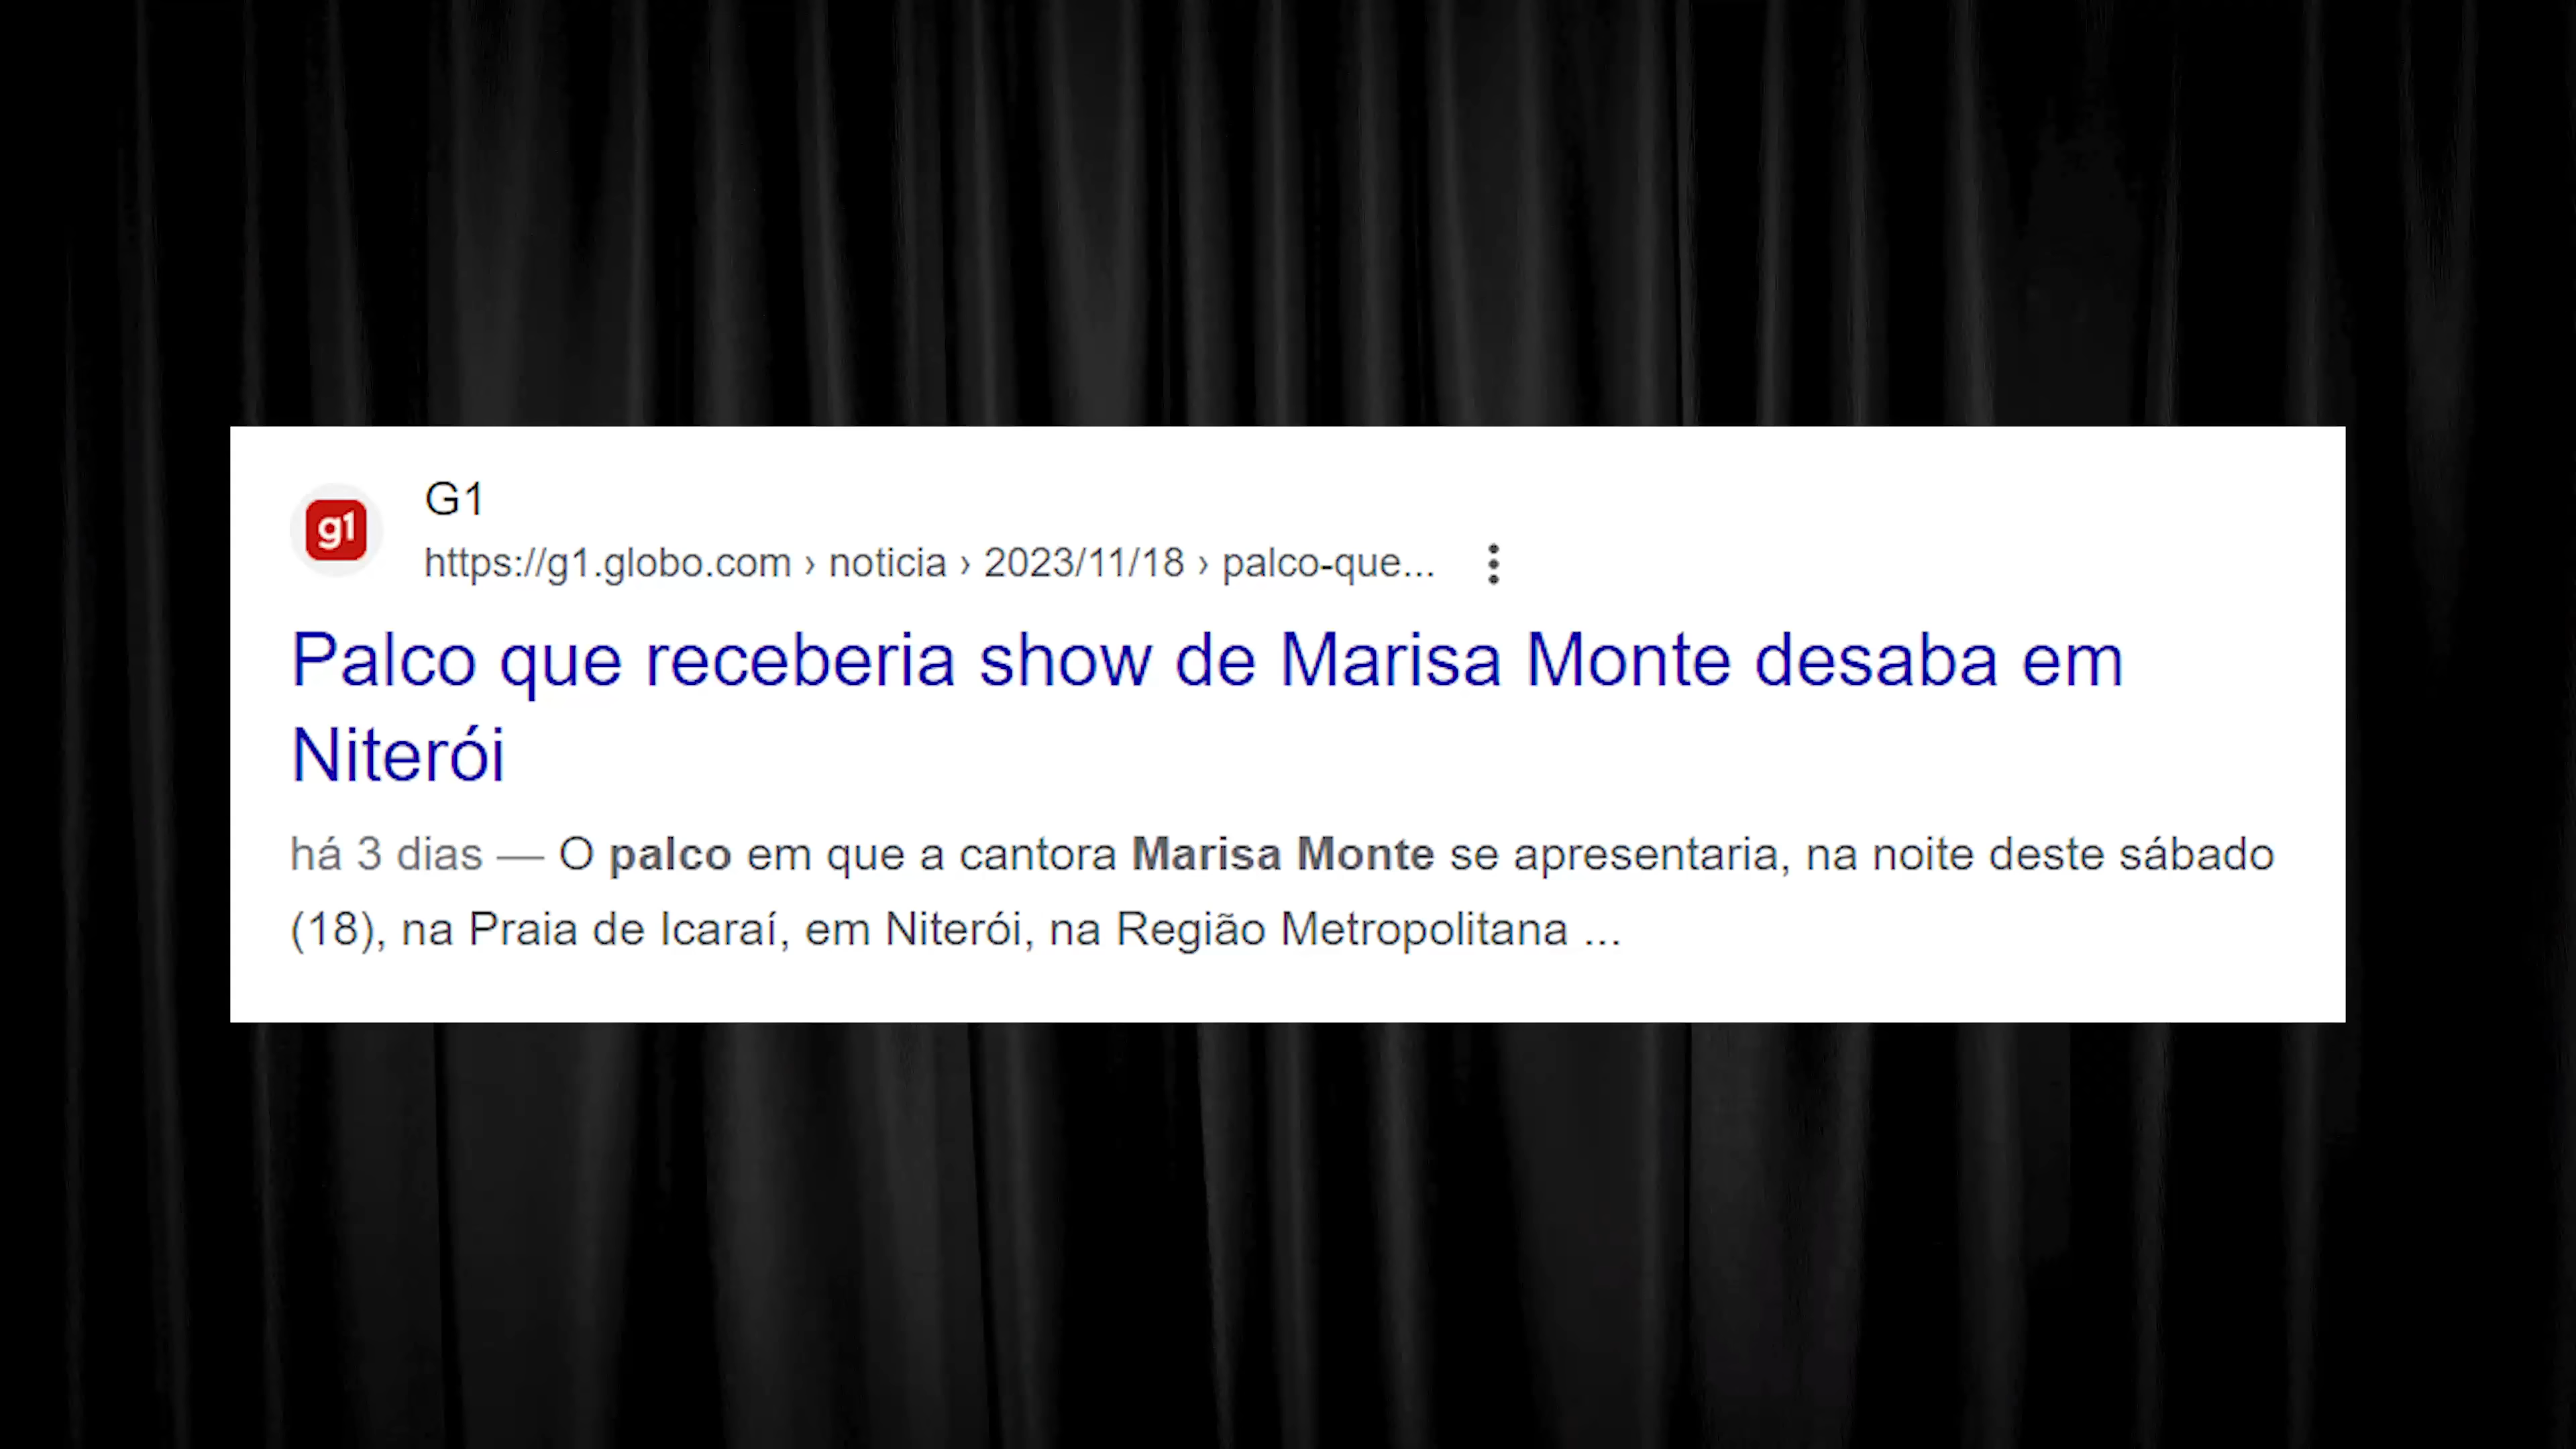 g1
G1
https://g1.globo.com › noticia › 2023/11/18 › palco-que...
Palco que receberia show de Marisa Monte desaba em
Niterói
há 3 dias — O palco em que a cantora Marisa Monte se apresentaria, na noite deste sábado
(18), na Praia de Icaraí, em Niterói, na Região Metropolitana ...